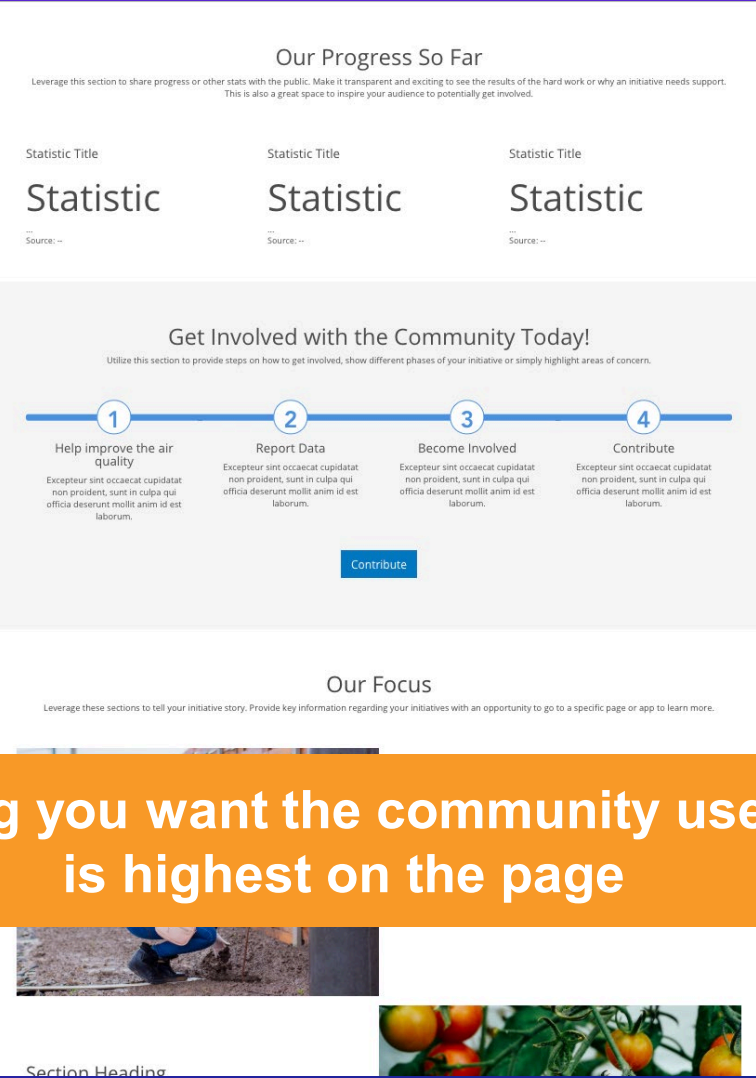 Our Progress So Far
Leverage this section to share progress or other stats with the public. Make it transparent and exciting to see the results of the hard work or why an initiative needs support.
This is also a great space to inspire your audience to potentially get involved.
Statistic Title
Statistic
...
Source: --
Statistic Title
Statistic
...
Source: --
Statistic Title
Statistic
...
Source: --
Get Involved with the Community Today!
Utilize this section to provide steps on how to get involved, show different phases of your initiative or simply highlight areas of concern.
1
Help improve the air
quality
Excepteur sint occaecat cupidatat
non proident, sunt in culpa qui
officia deserunt mollit anim id est
laborum.
2
Report Data
Excepteur sint occaecat cupidatat
non proident, sunt in culpa qui
officia deserunt mollit anim id est
laborum.
3
Become Involved
Excepteur sint occaecat cupidatat
non proident, sunt in culpa qui
officia deserunt mollit anim id est
laborum.
4
Contribute
Excepteur sint occaecat cupidatat
non proident, sunt in culpa qui
officia deserunt mollit anim id est
laborum.
Contribute
Our Focus
Leverage these sections to tell your initiative story. Provide key information regarding your initiatives with an opportunity to go to a specific page or app to learn more.
you want the community
is highest on the page
Section Heading